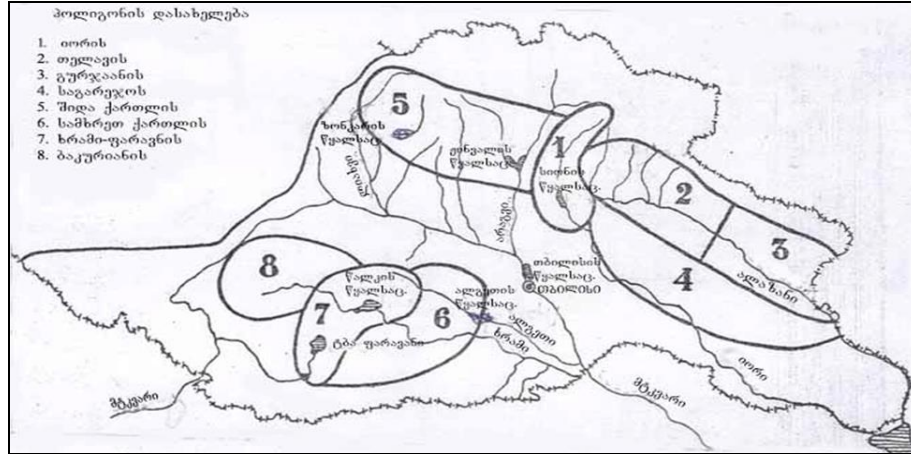 პოლიგონის დასახელება
1. იორის
2. თელავის
3. გურჯაანის
4. საგარეჯოს
5. შიდა ქართლის
6. სამხრეთ ქართლის
7. ხრამი-ფარავნის
8. ბაკურიანის
5
ზონკარის
წყალსაც.
ჟინვალის
წყალსაც.
1
სიონის
წყალსაც.
2
3
4
ალაზანი
იორი
არაგვი
თბილისის
წყალსაც.
თბილისი
8
წალკის
წყალსაც.
7
6
ალგეთის
წყალსაც.
ალგეთი
ხრამი
ტბა ფარავანი
მტკვარი
მტკვარი